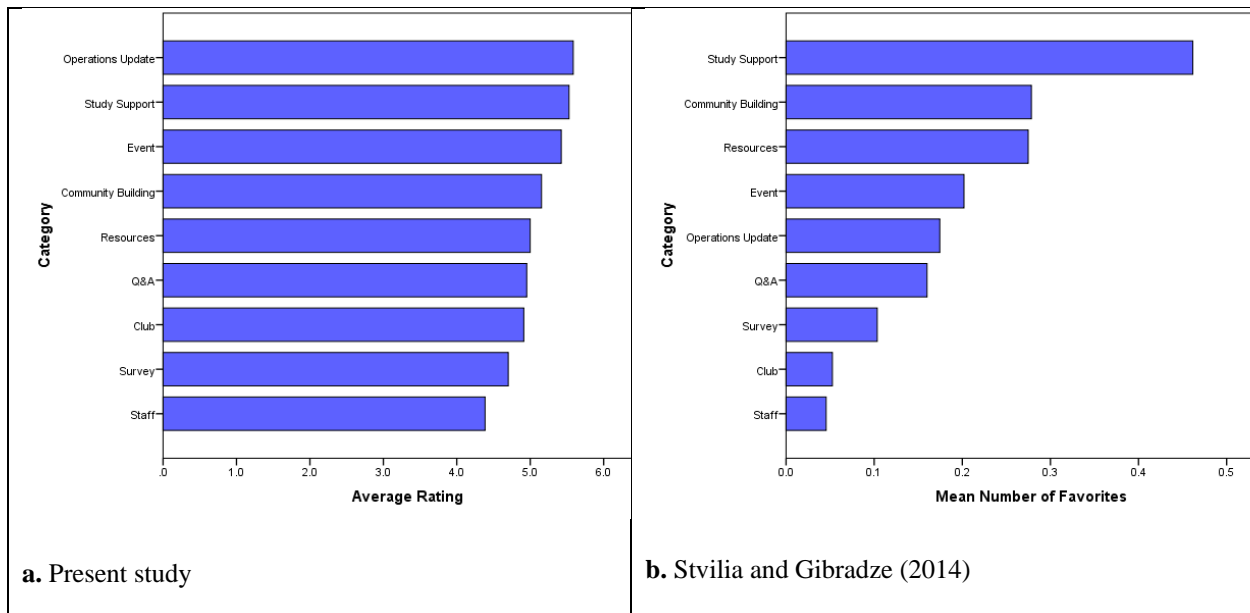 Operations Update
Study Support
Event
Community Building
Resources
Q&A
Club
Survey
Staff
Category
.0 1.0 2.0 3.0 4.0 5.0 6.0
Average Rating
a. Present study
Study Support
Community Building
Resources
Event
Operations Update
Q&A
Survey
Club
Staff
Category
0.0 0.1 0.2 0.3 0.4 0.5
Mean Number of Favorites
b. Stvilia and Gibradze (2014)